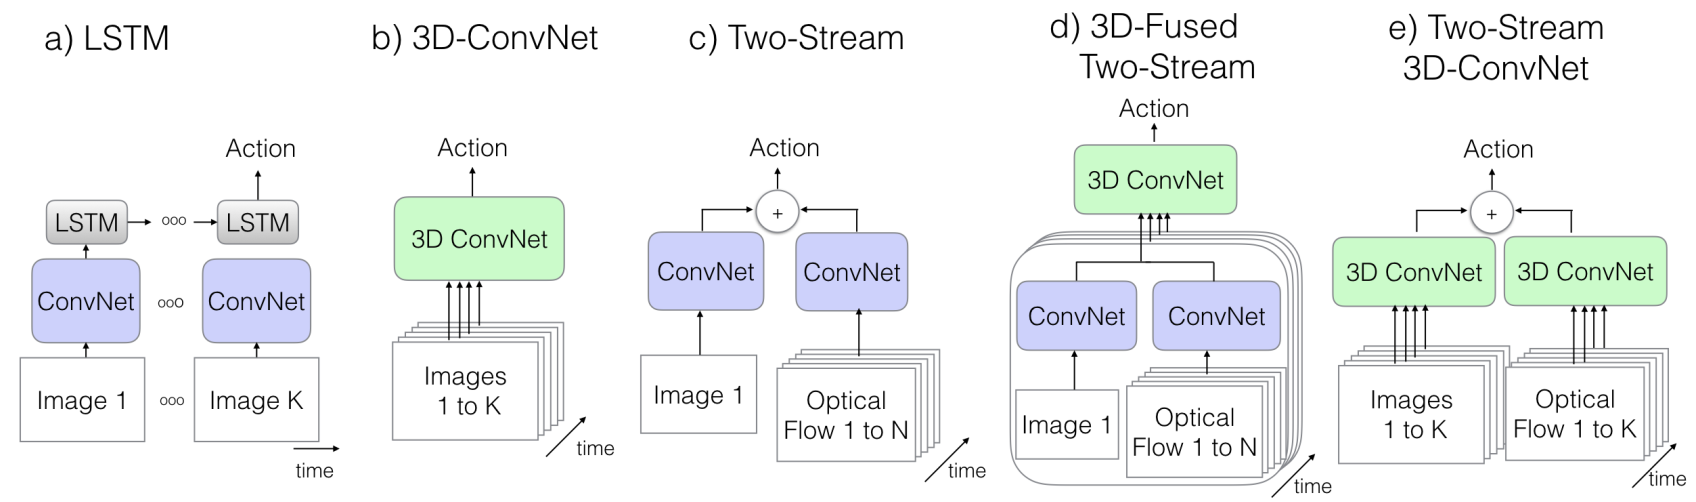 a) LSTM
Action
LSTM ooo LSTM
ConvNet ooo ConvNet
Image 1 ooo Image K
time
b) 3D-ConvNet
Action
3D ConvNet
Images
1 to K
time
c) Two-Stream
Action
+
ConvNet ConvNet
Image 1
Optical
Flow 1 to N
time
d) 3D-Fused
Two-Stream
Action
3D ConvNet
ConvNet ConvNet
Image 1
Optical
Flow 1 to N
time
e) Two-Stream
3D-ConvNet
Action
+
3D ConvNet 3D ConvNet
Images
1 to K
Optical
Flow 1 to K
time